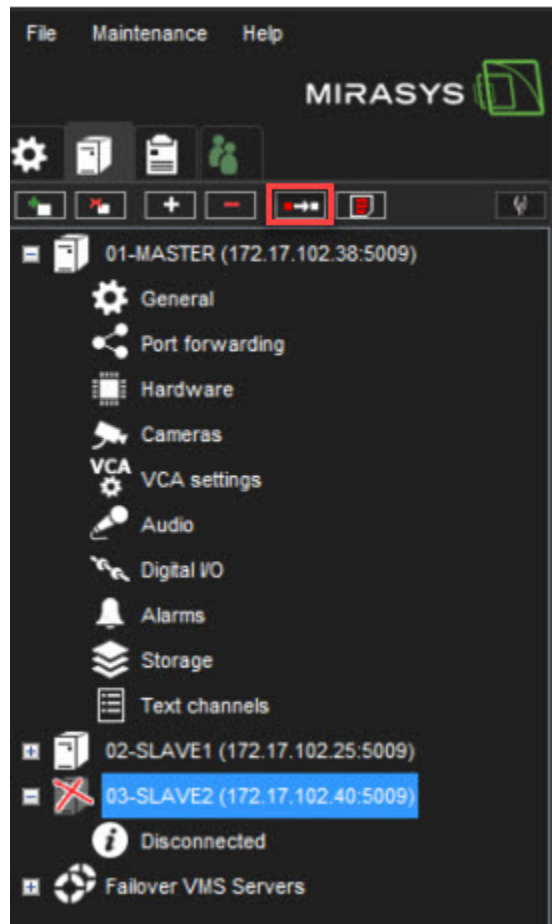 File Maintenance Help
MIRASYS
01-MASTER (172.17.102.38:5009)
General
Port forwarding
Hardware
Cameras
VCA VCA settings
Audio
Digital I/O
Alarms
Storage
Text channels
02-SLAVE1 (172.17.102.25:5009)
03-SLAVE2 (172.17.102.40:5009)
Disconnected
Failover VMS Servers